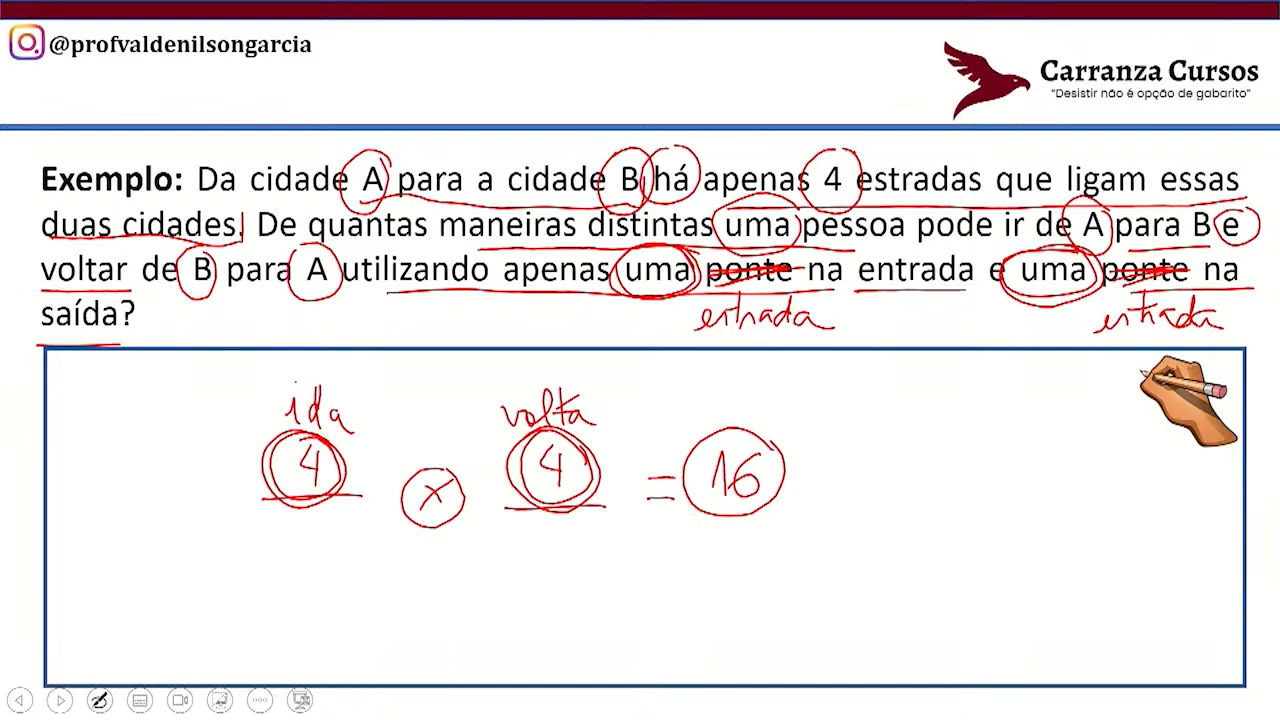 @profvaldenilsongarcia
Carranza Cursos
"Desistir não é opção de gabarito"
Exemplo: Da cidade A para a cidade B há apenas 4 estradas que ligam essas
duas cidades. De quantas maneiras distintas uma pessoa pode ir de A para B e
voltar de B para A utilizando apenas uma ponte na entrada e uma ponte na
estrada estrada
saída?
ida volta
4 x 4 = 16